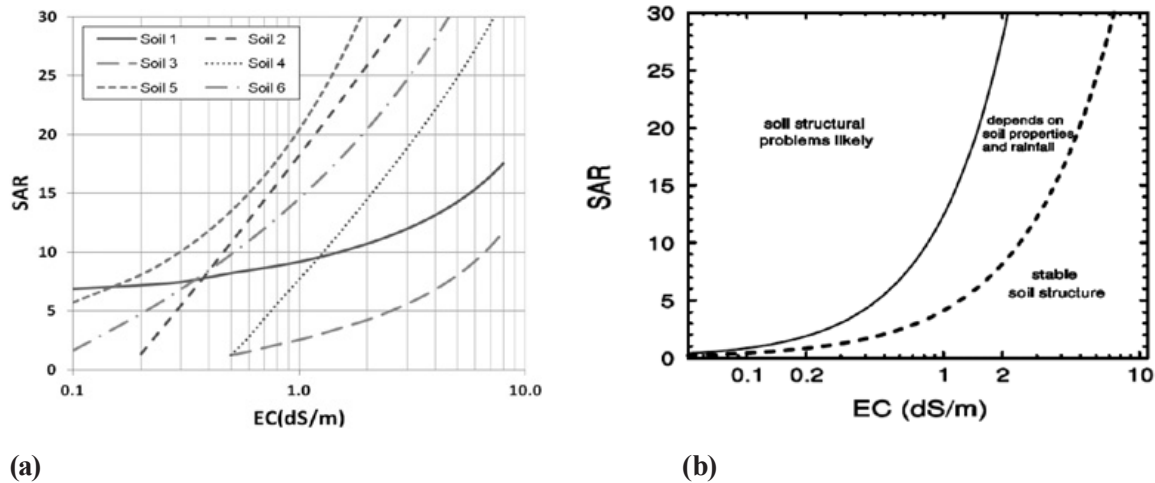 30
25
20
15
10
5
0
SAR
Soil 1 Soil 2
Soil 3 Soil 4
Soil 5 Soil 6
0.1 1.0 10.0
EC(dS/m)
(a)
30
25
20
15
10
5
0
SAR
soil structural
problems likely
depends on
soil properties
and rainfall
stable
soil structure
0.1 0.2 1 2 10
EC (dS/m)
(b)